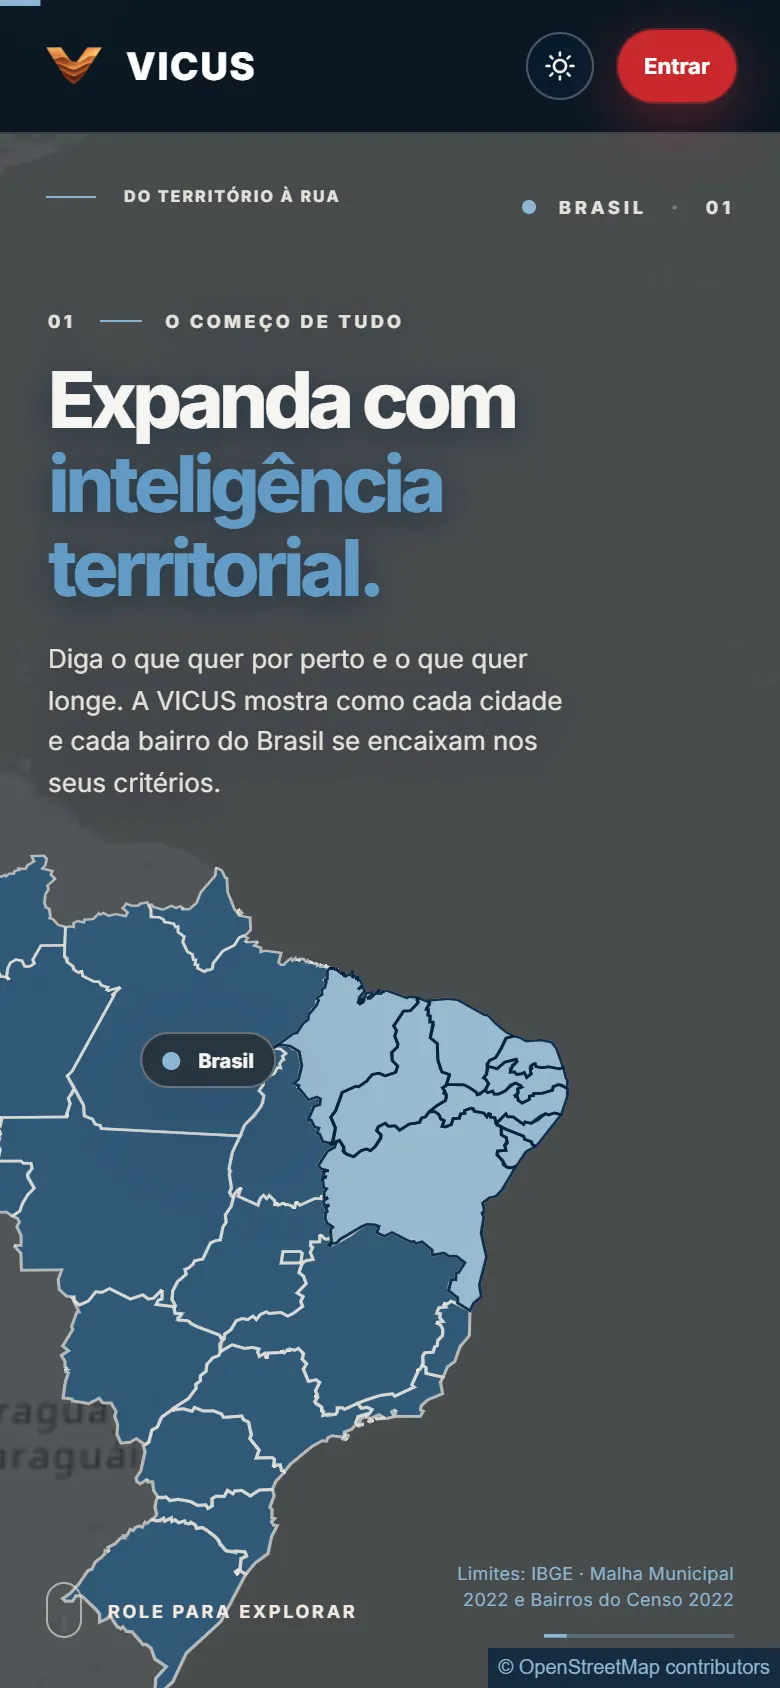 VICUS
Entrar
DO TERRITÓRIO À RUA
BRASIL · 01
01 — O COMEÇO DE TUDO
Expanda com
inteligência
territorial.
Diga o que quer por perto e o que quer
longe. A VICUS mostra como cada cidade
e cada bairro do Brasil se encaixam nos
seus critérios.
Brasil
ragua
araguai
ROLE PARA EXPLORAR
Limites: IBGE · Malha Municipal
2022 e Bairros do Censo 2022
© OpenStreetMap contributors